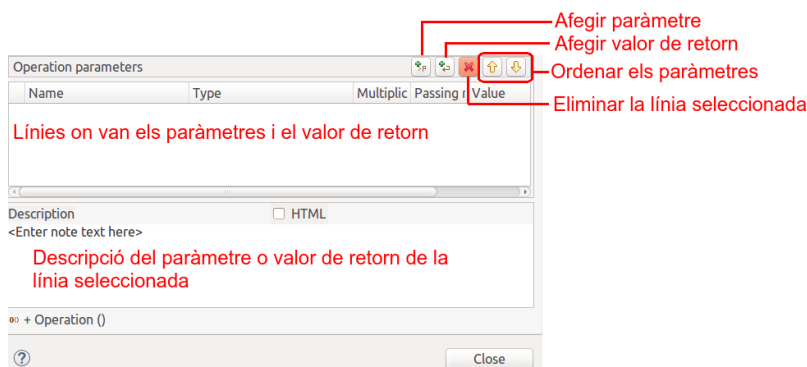 Afegir paràmetre
Afegir valor de retorn
Operation parameters
Ordenar els paràmetres
Name Type Multiplic Passing r Value
Eliminar la línia seleccionada
Línies on van els paràmetres i el valor de retorn
Description HTML
<Enter note text here>
Descripció del paràmetre o valor de retorn de la
línia seleccionada
+ Operation ()
Close